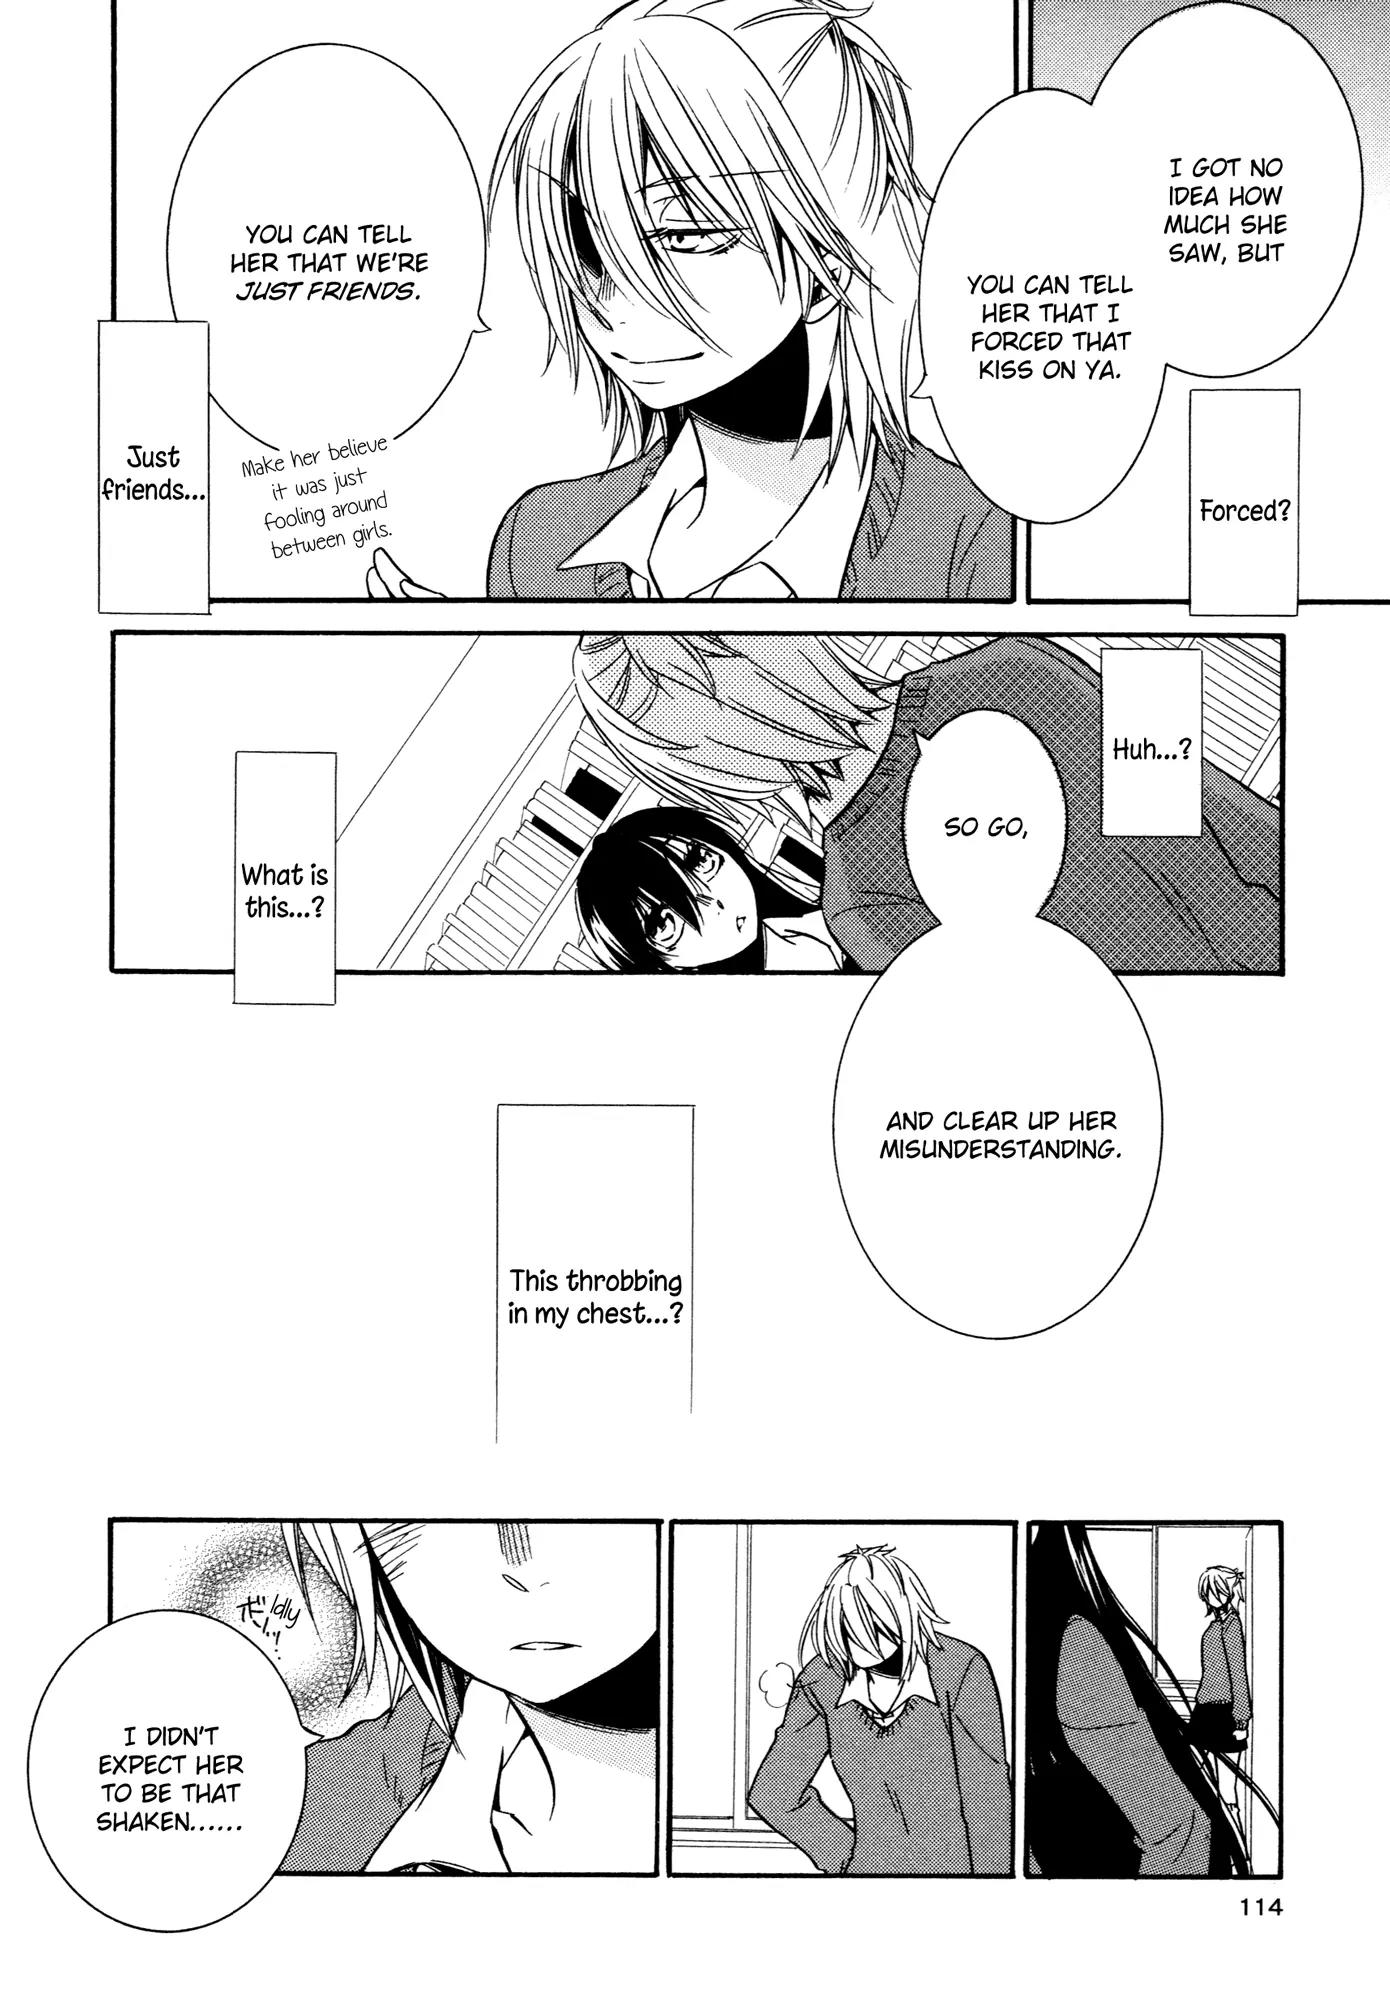 I GOT NO
IDEA HOW
MUCH SHE
SAW, BUT
YOU CAN TELL
HER THAT I
FORCED THAT
KISS ON YA.
Forced?
YOU CAN TELL
HER THAT WE'RE
JUST FRIENDS.
Make her believe
it was just
fooling around
between girls.
Just
friends...
Huh...?
SO GO,
AND CLEAR UP HER
MISUNDERSTANDING.
What is
this...?
This throbbing
in my chest...?
Idly
ボーッ!
I DIDN'T
EXPECT HER
TO BE THAT
SHAKEN......
114